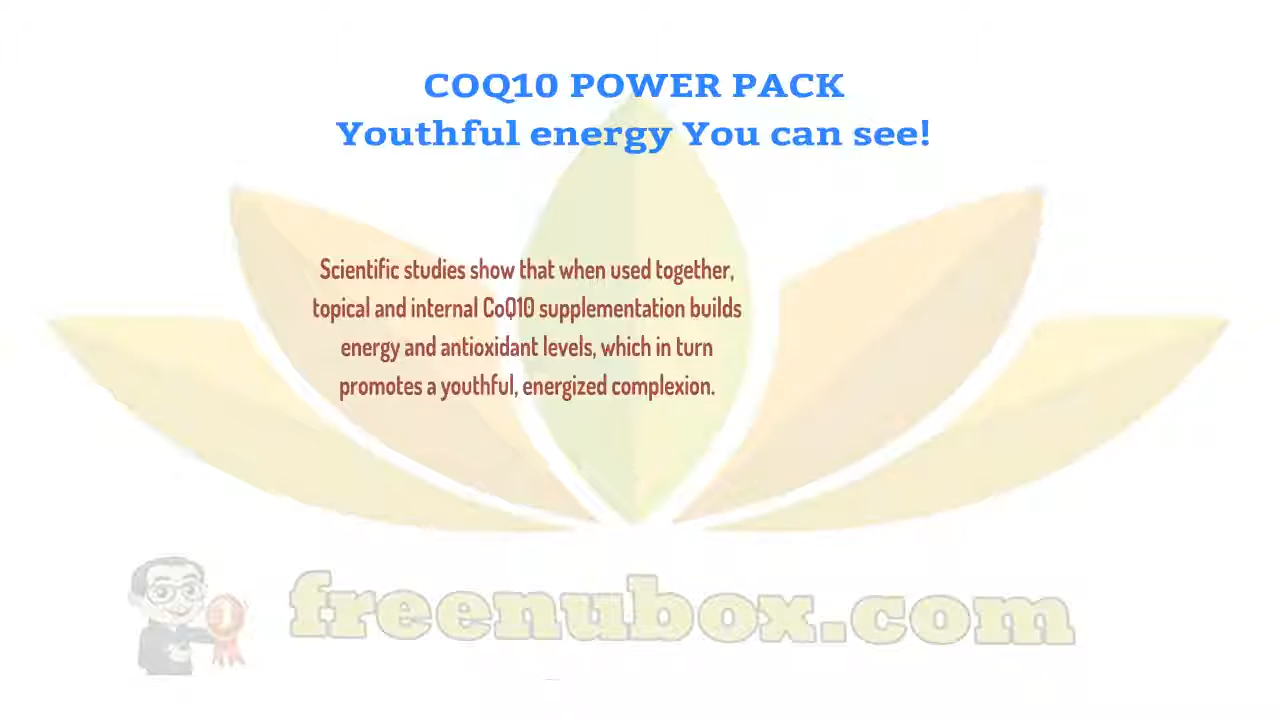 COQ10 POWER PACK
Youthful energy You can see!
Scientific studies show that when used together,
topical and internal CoQ10 supplementation builds
energy and antioxidant levels, which in turn
promotes a youthful, energized complexion.
1
freenubox.com